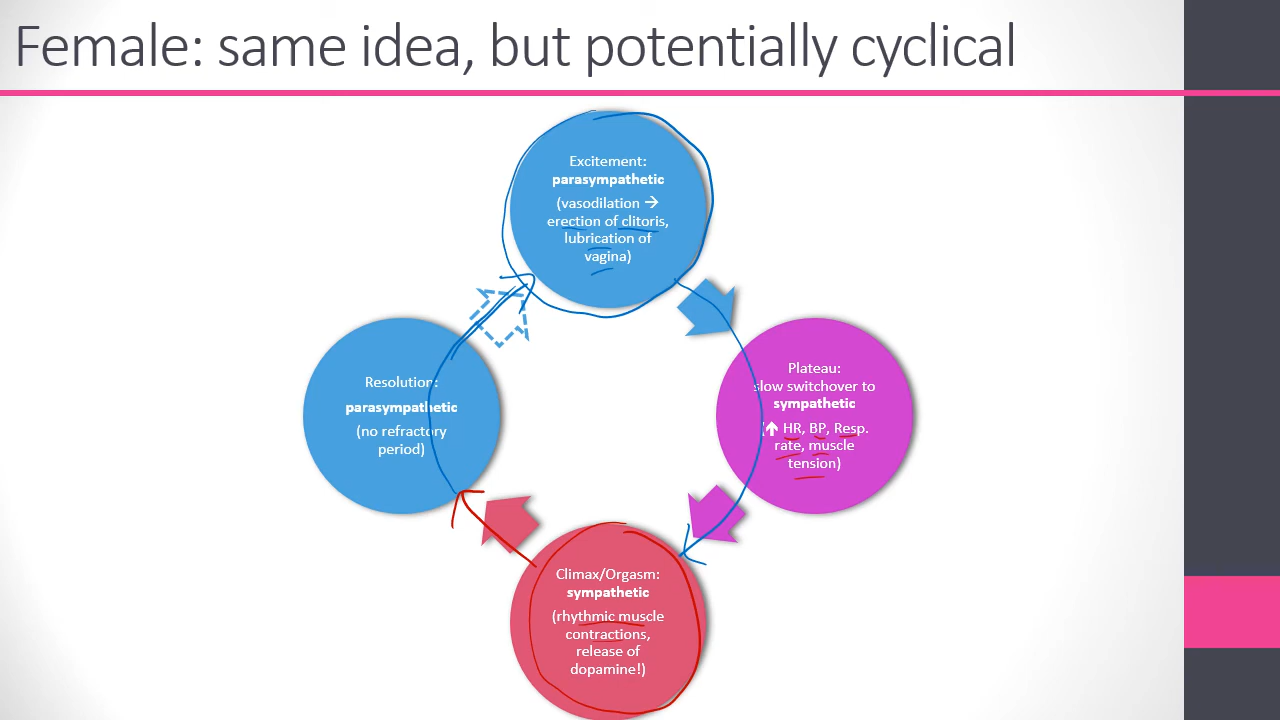 Female: same idea, but potentially cyclical
Excitement:
parasympathetic
(vasodilation →
erection of clitoris,
lubrication of
vagina)
Plateau:
slow switchover to
sympathetic
(↑ HR, BP, Resp.
rate, muscle
tension)
Climax/Orgasm:
sympathetic
(rhythmic muscle
contractions,
release of
dopamine!)
Resolution:
parasympathetic
(no refractory
period)